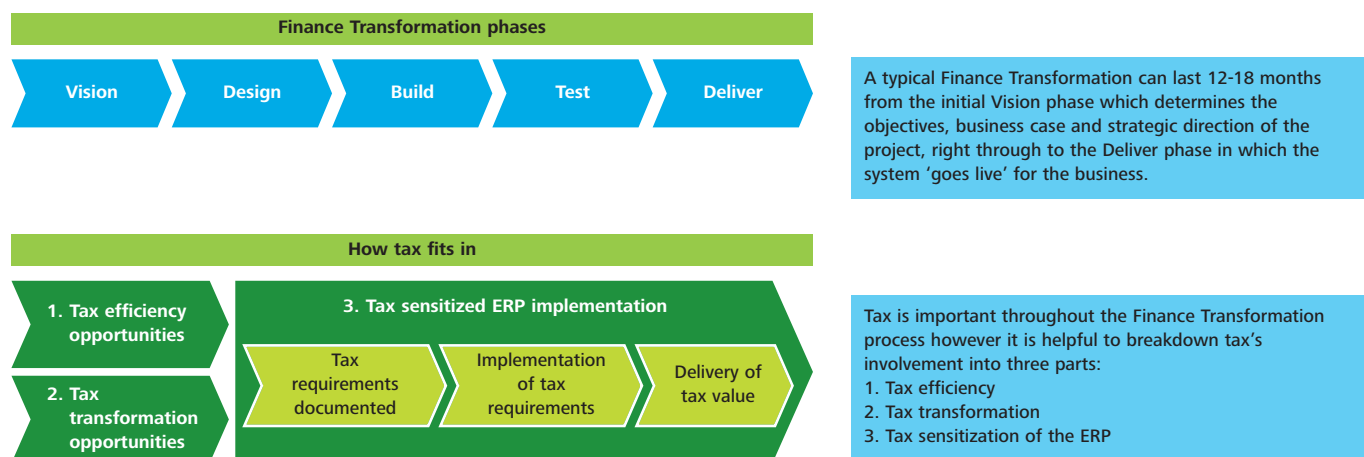 Finance Transformation phases
Vision
Design
Build
Test
Deliver
A typical Finance Transformation can last 12-18 months
from the initial Vision phase which determines the
objectives, business case and strategic direction of the
project, right through to the Deliver phase in which the
system ‘goes live’ for the business.
How tax fits in
1. Tax efficiency
opportunities
2. Tax
transformation
opportunities
3. Tax sensitized ERP implementation
Tax
requirements
documented
Implementation
of tax
requirements
Delivery of
tax value
Tax is important throughout the Finance Transformation
process however it is helpful to breakdown tax’s
involvement into three parts:
1. Tax efficiency
2. Tax transformation
3. Tax sensitization of the ERP